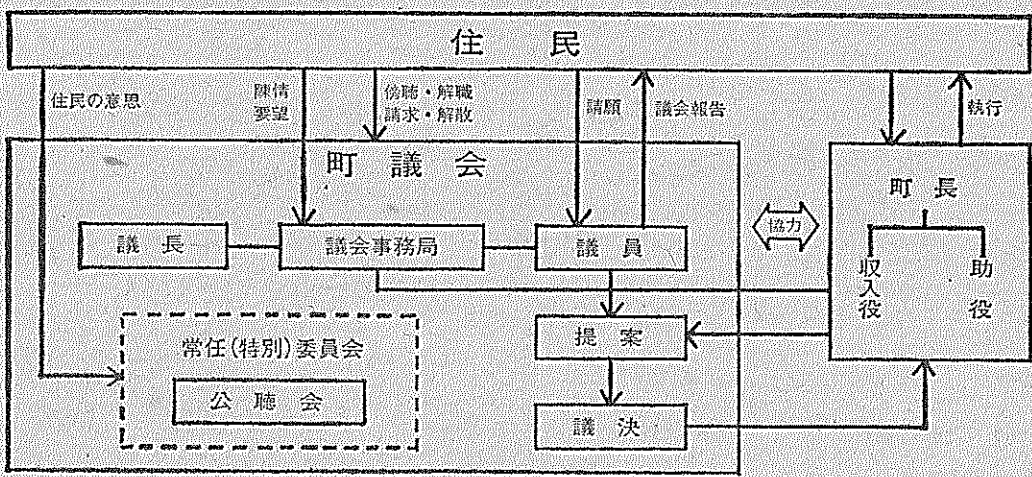 住民
住民の意思
陳情
要望
傍聴・解職
請求・解散
請願
議会報告
執行
町議会
町長
収入役
助役
協力
議長
議会事務局
議員
提案
常任(特別)委員会
公聴会
議決